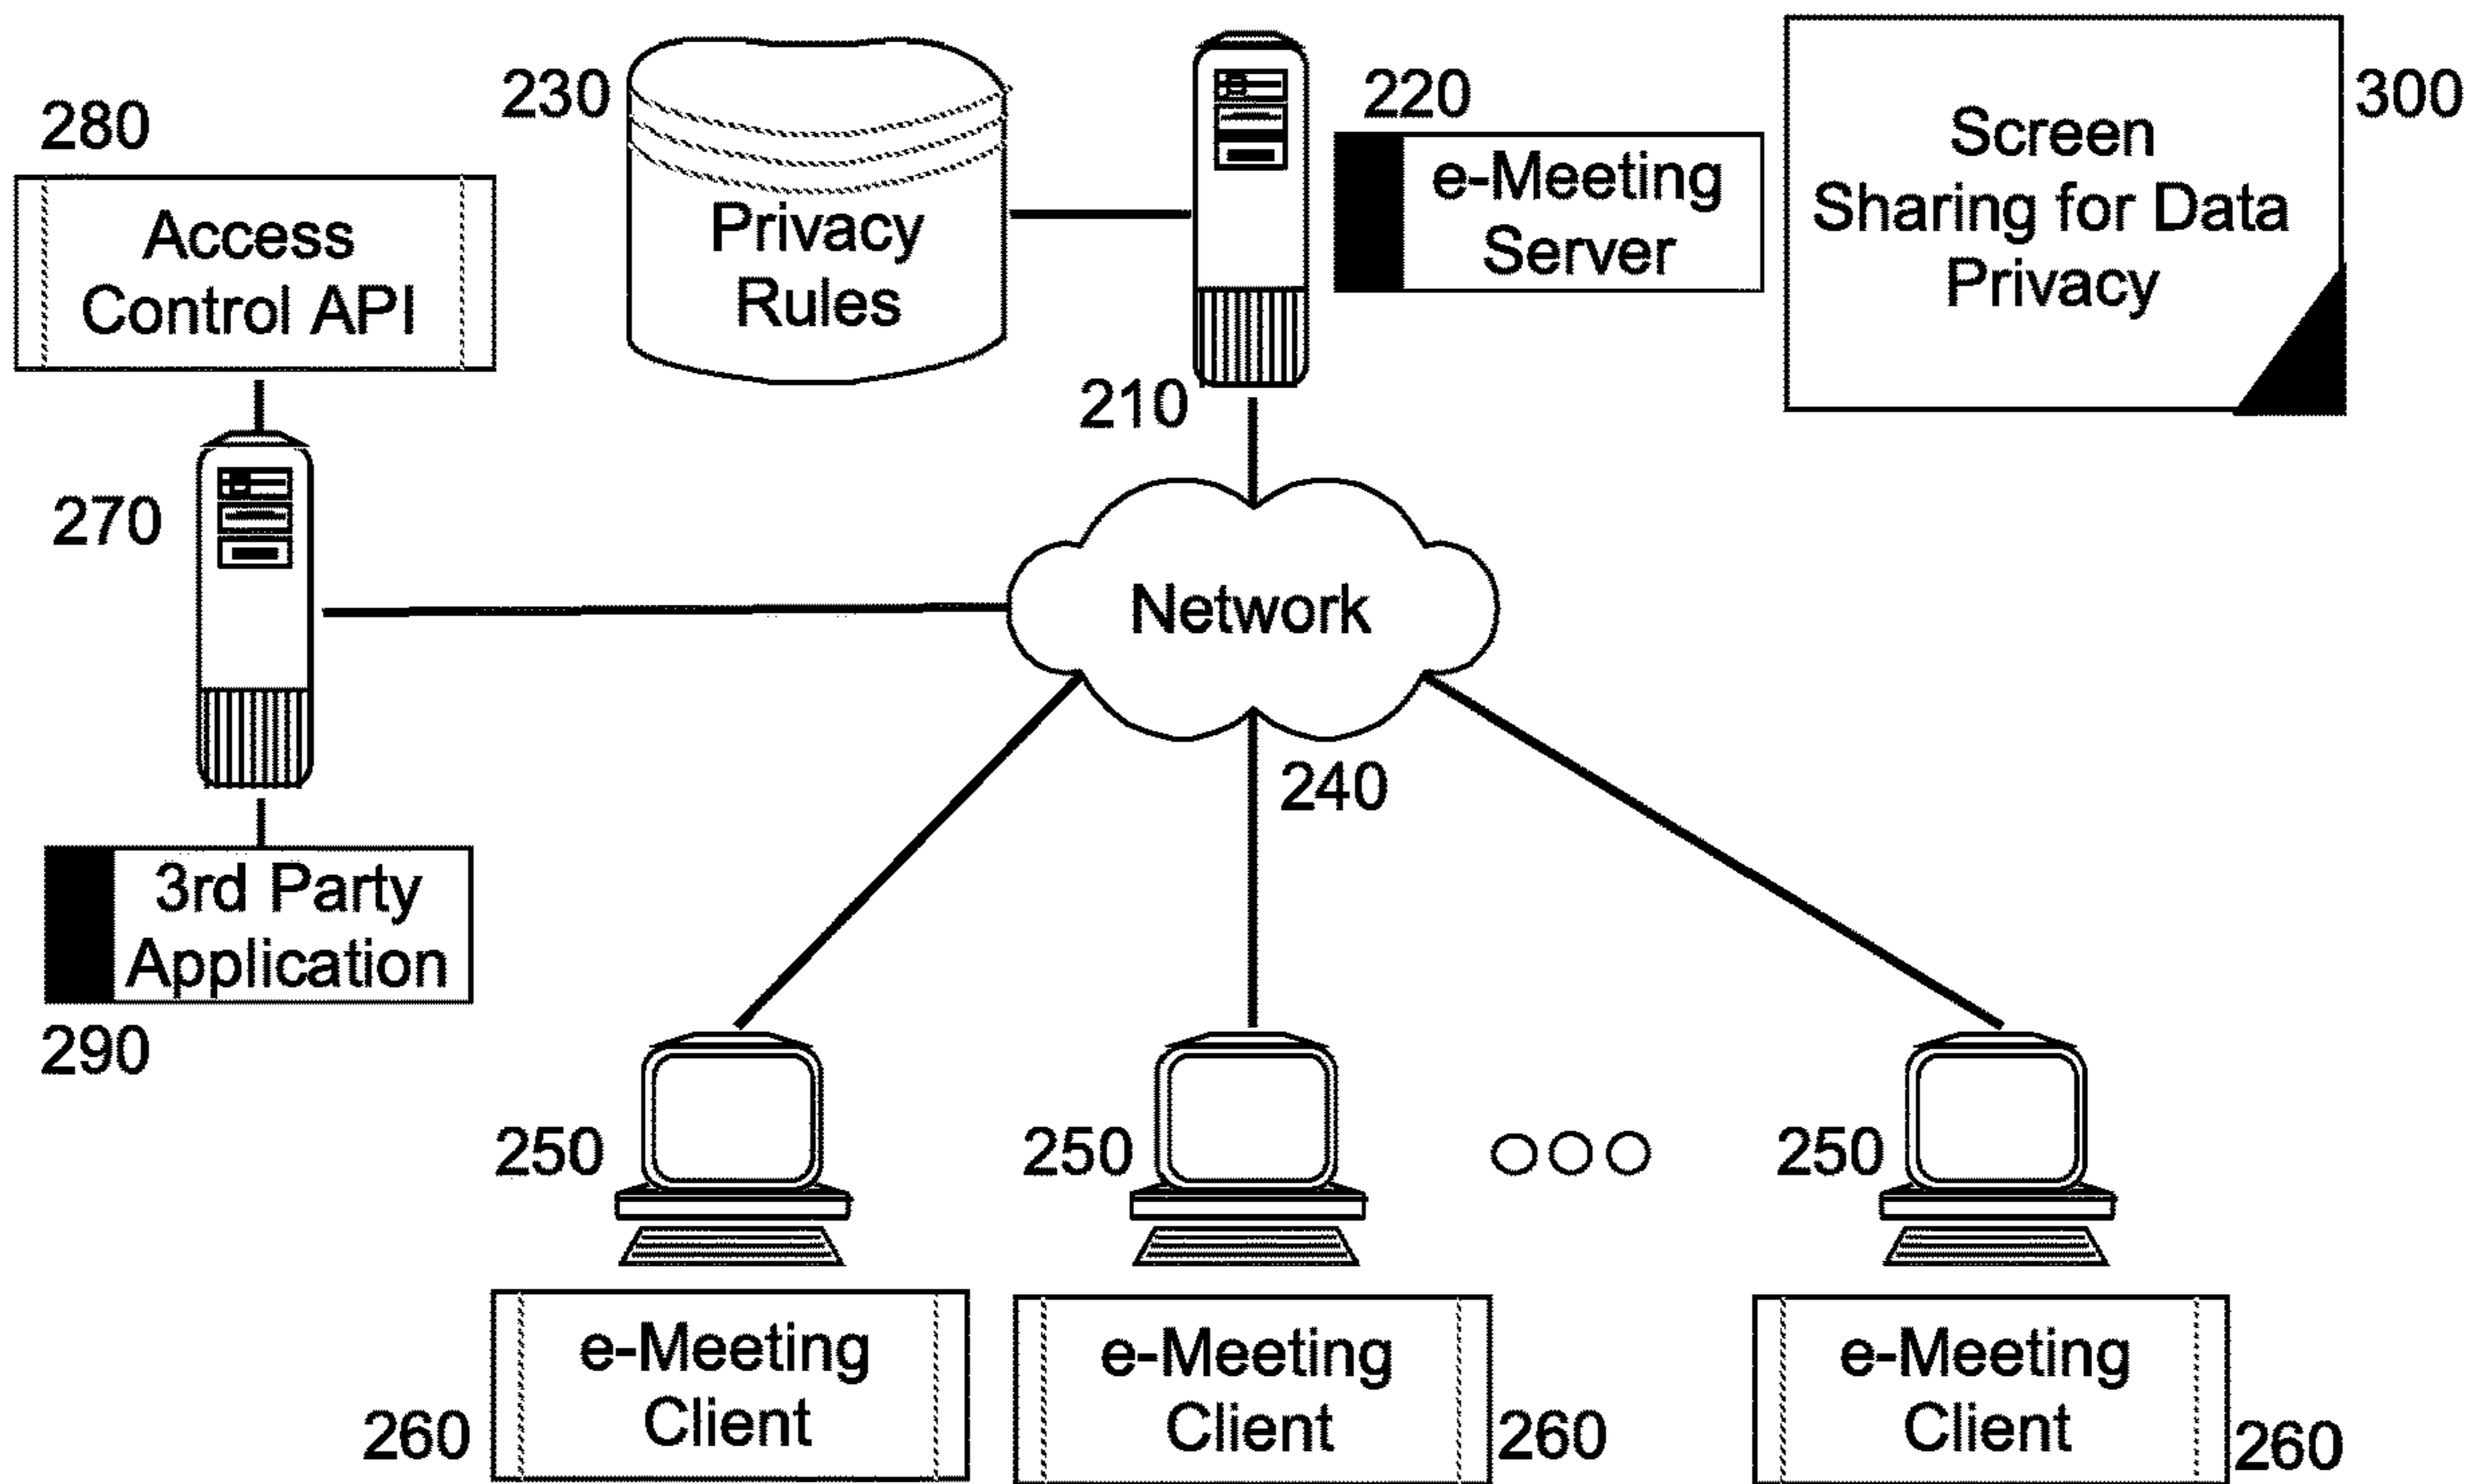 280
Access
Control API
230
Privacy
Rules
220
e-Meeting
Server
210
Screen
Sharing for Data
Privacy
300
270
Network
240
3rd Party
Application
290
250
250
250
e-Meeting
Client
260
e-Meeting
Client
260
e-Meeting
Client
260